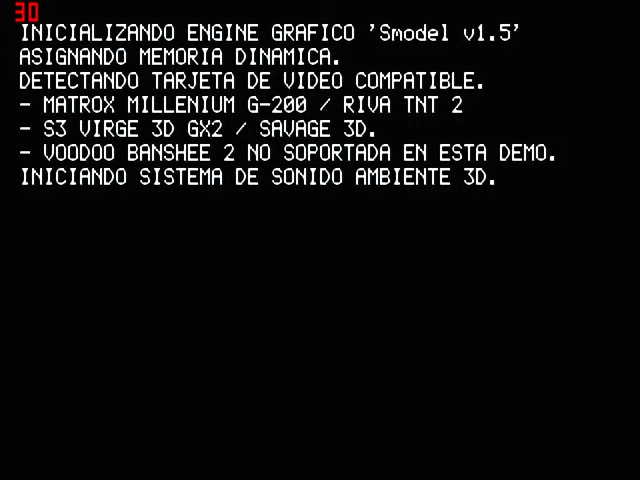 30
INICIALIZANDO ENGINE GRAFICO 'Smodel v1.5'
ASIGNANDO MEMORIA DINAMICA.
DETECTANDO TARJETA DE VIDEO COMPATIBLE.
- MATROX MILLENIUM G-200 / RIVA TNT 2
- S3 VIRGE 3D GX2 / SAVAGE 3D.
- VOODOO BANSHEE 2 NO SOPORTADA EN ESTA DEMO.
INICIANDO SISTEMA DE SONIDO AMBIENTE 3D.